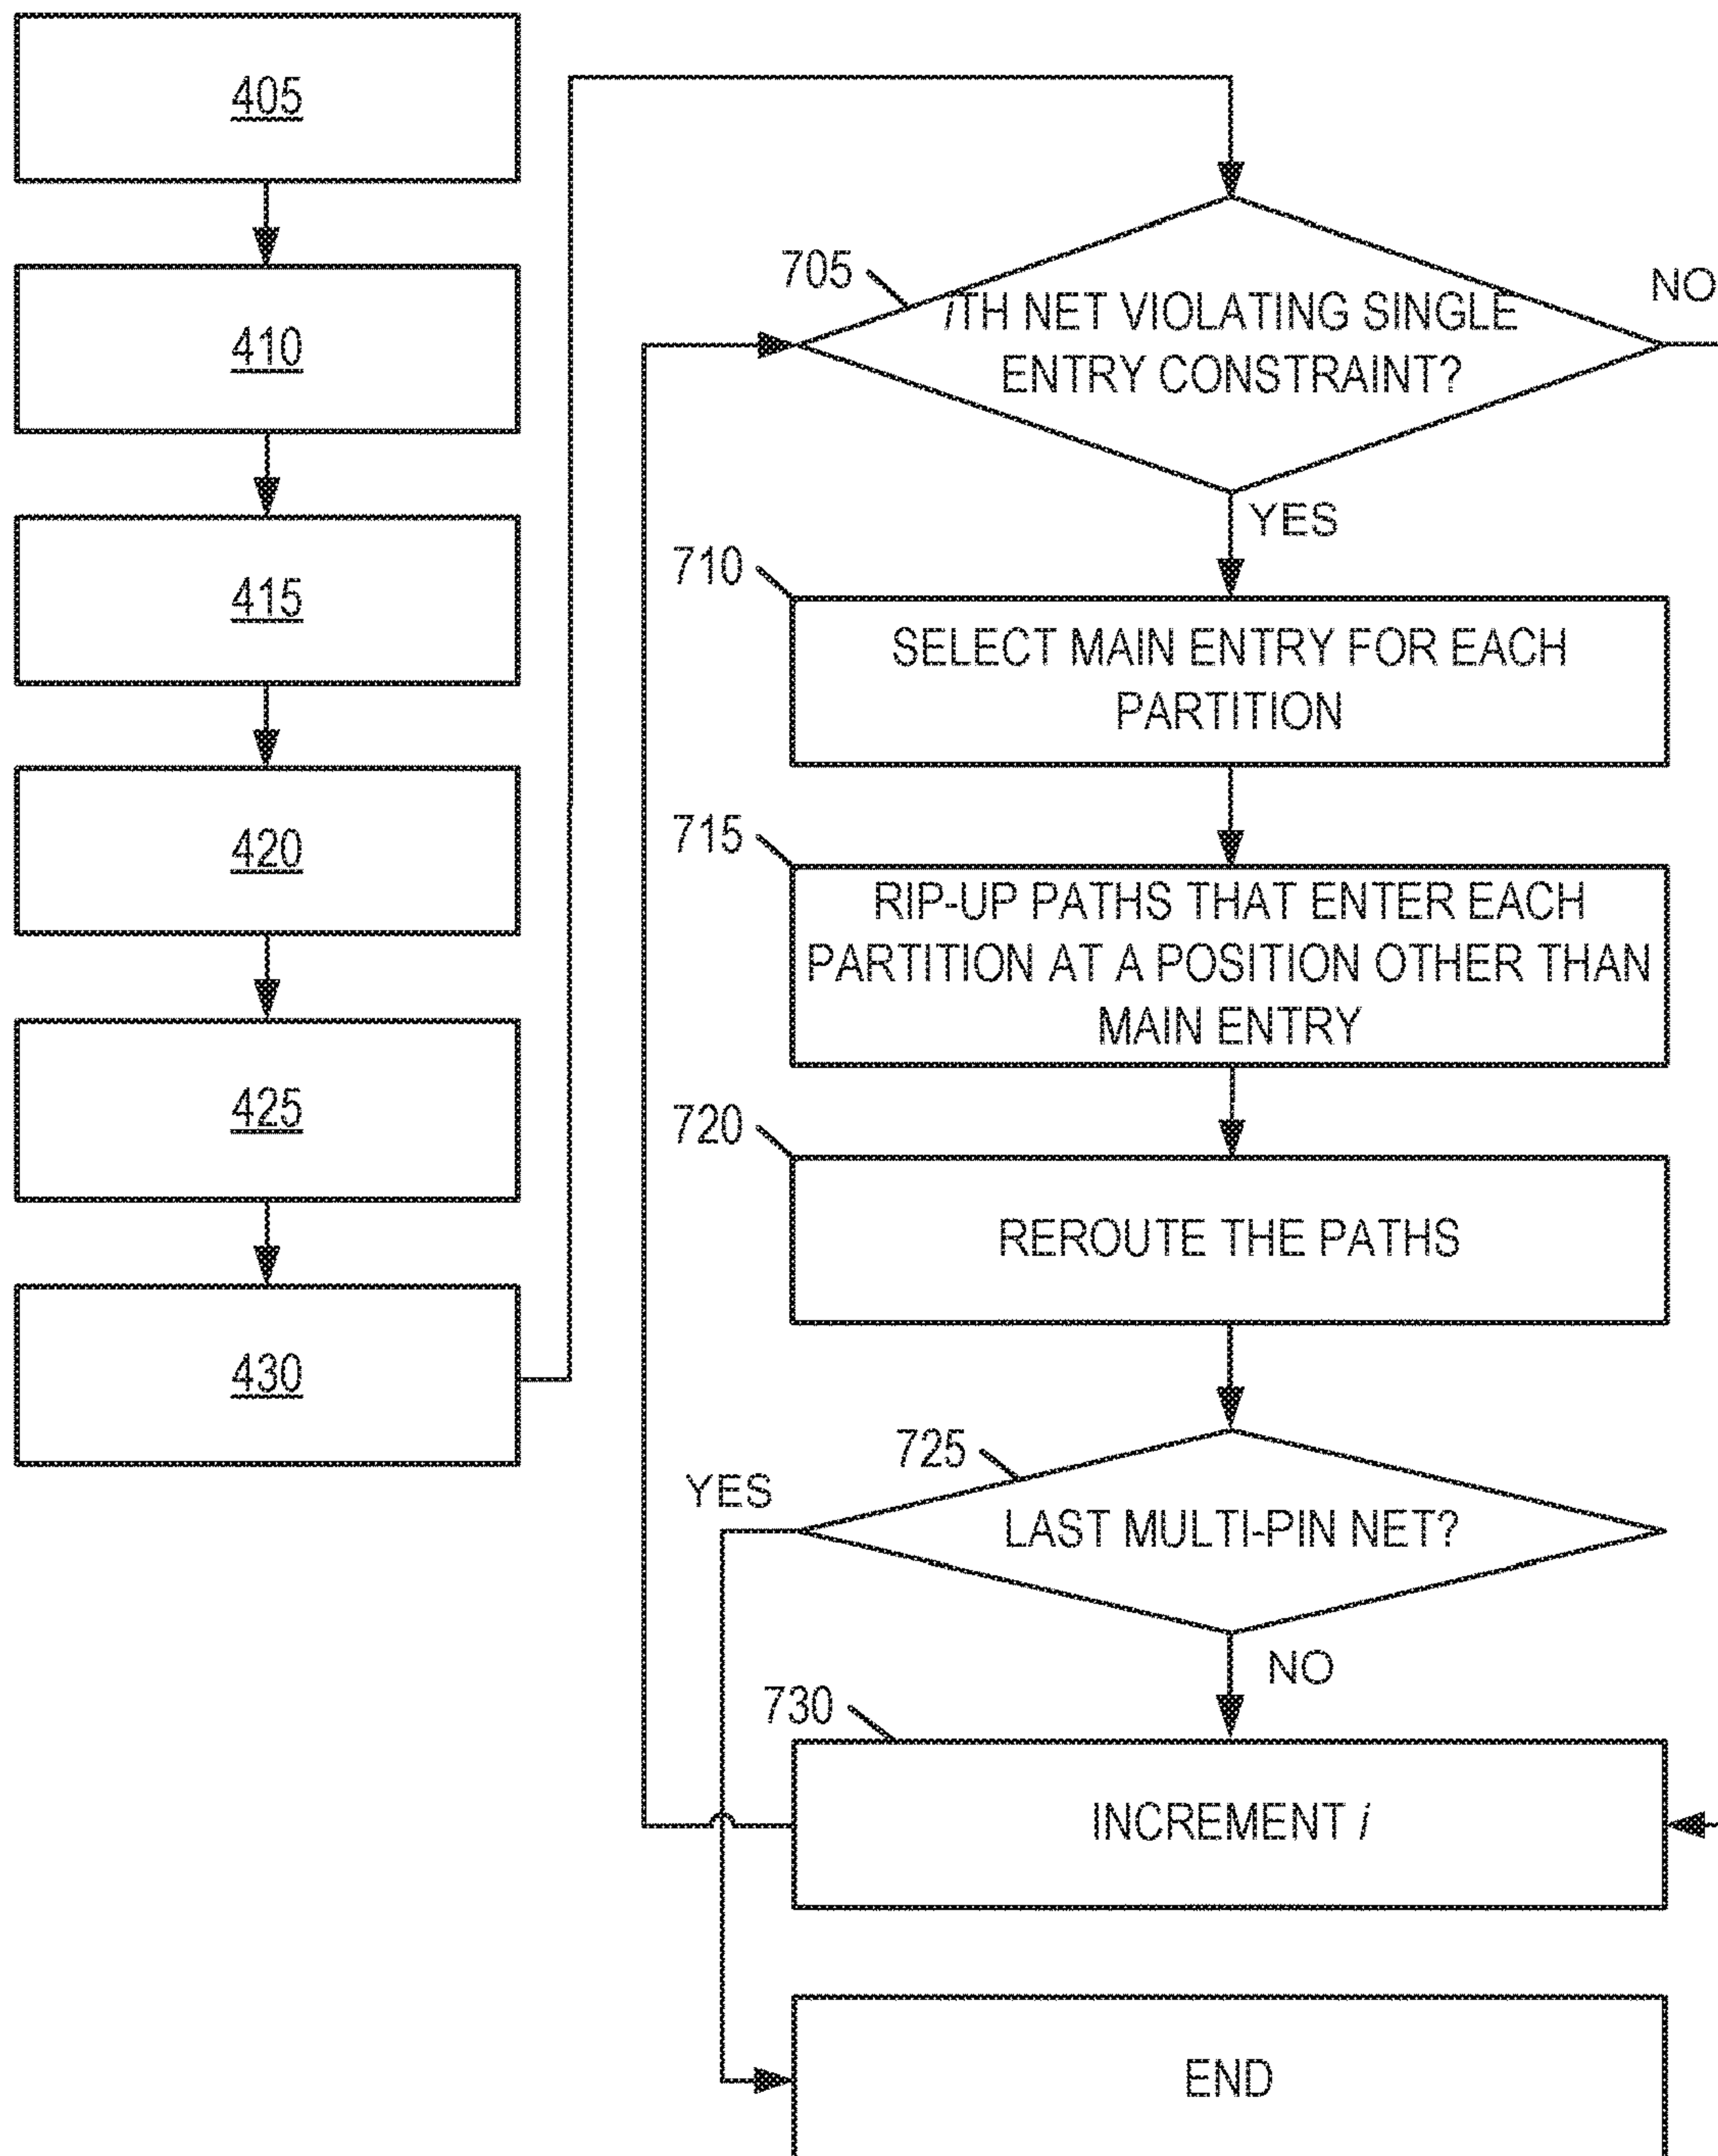 405
410
415
420
425
430
705
iTH NET VIOLATING SINGLE
ENTRY CONSTRAINT?
NO
YES
710
SELECT MAIN ENTRY FOR EACH
PARTITION
715
RIP-UP PATHS THAT ENTER EACH
PARTITION AT A POSITION OTHER THAN
MAIN ENTRY
720
REROUTE THE PATHS
725
YES
LAST MULTI-PIN NET?
NO
730
INCREMENT i
END